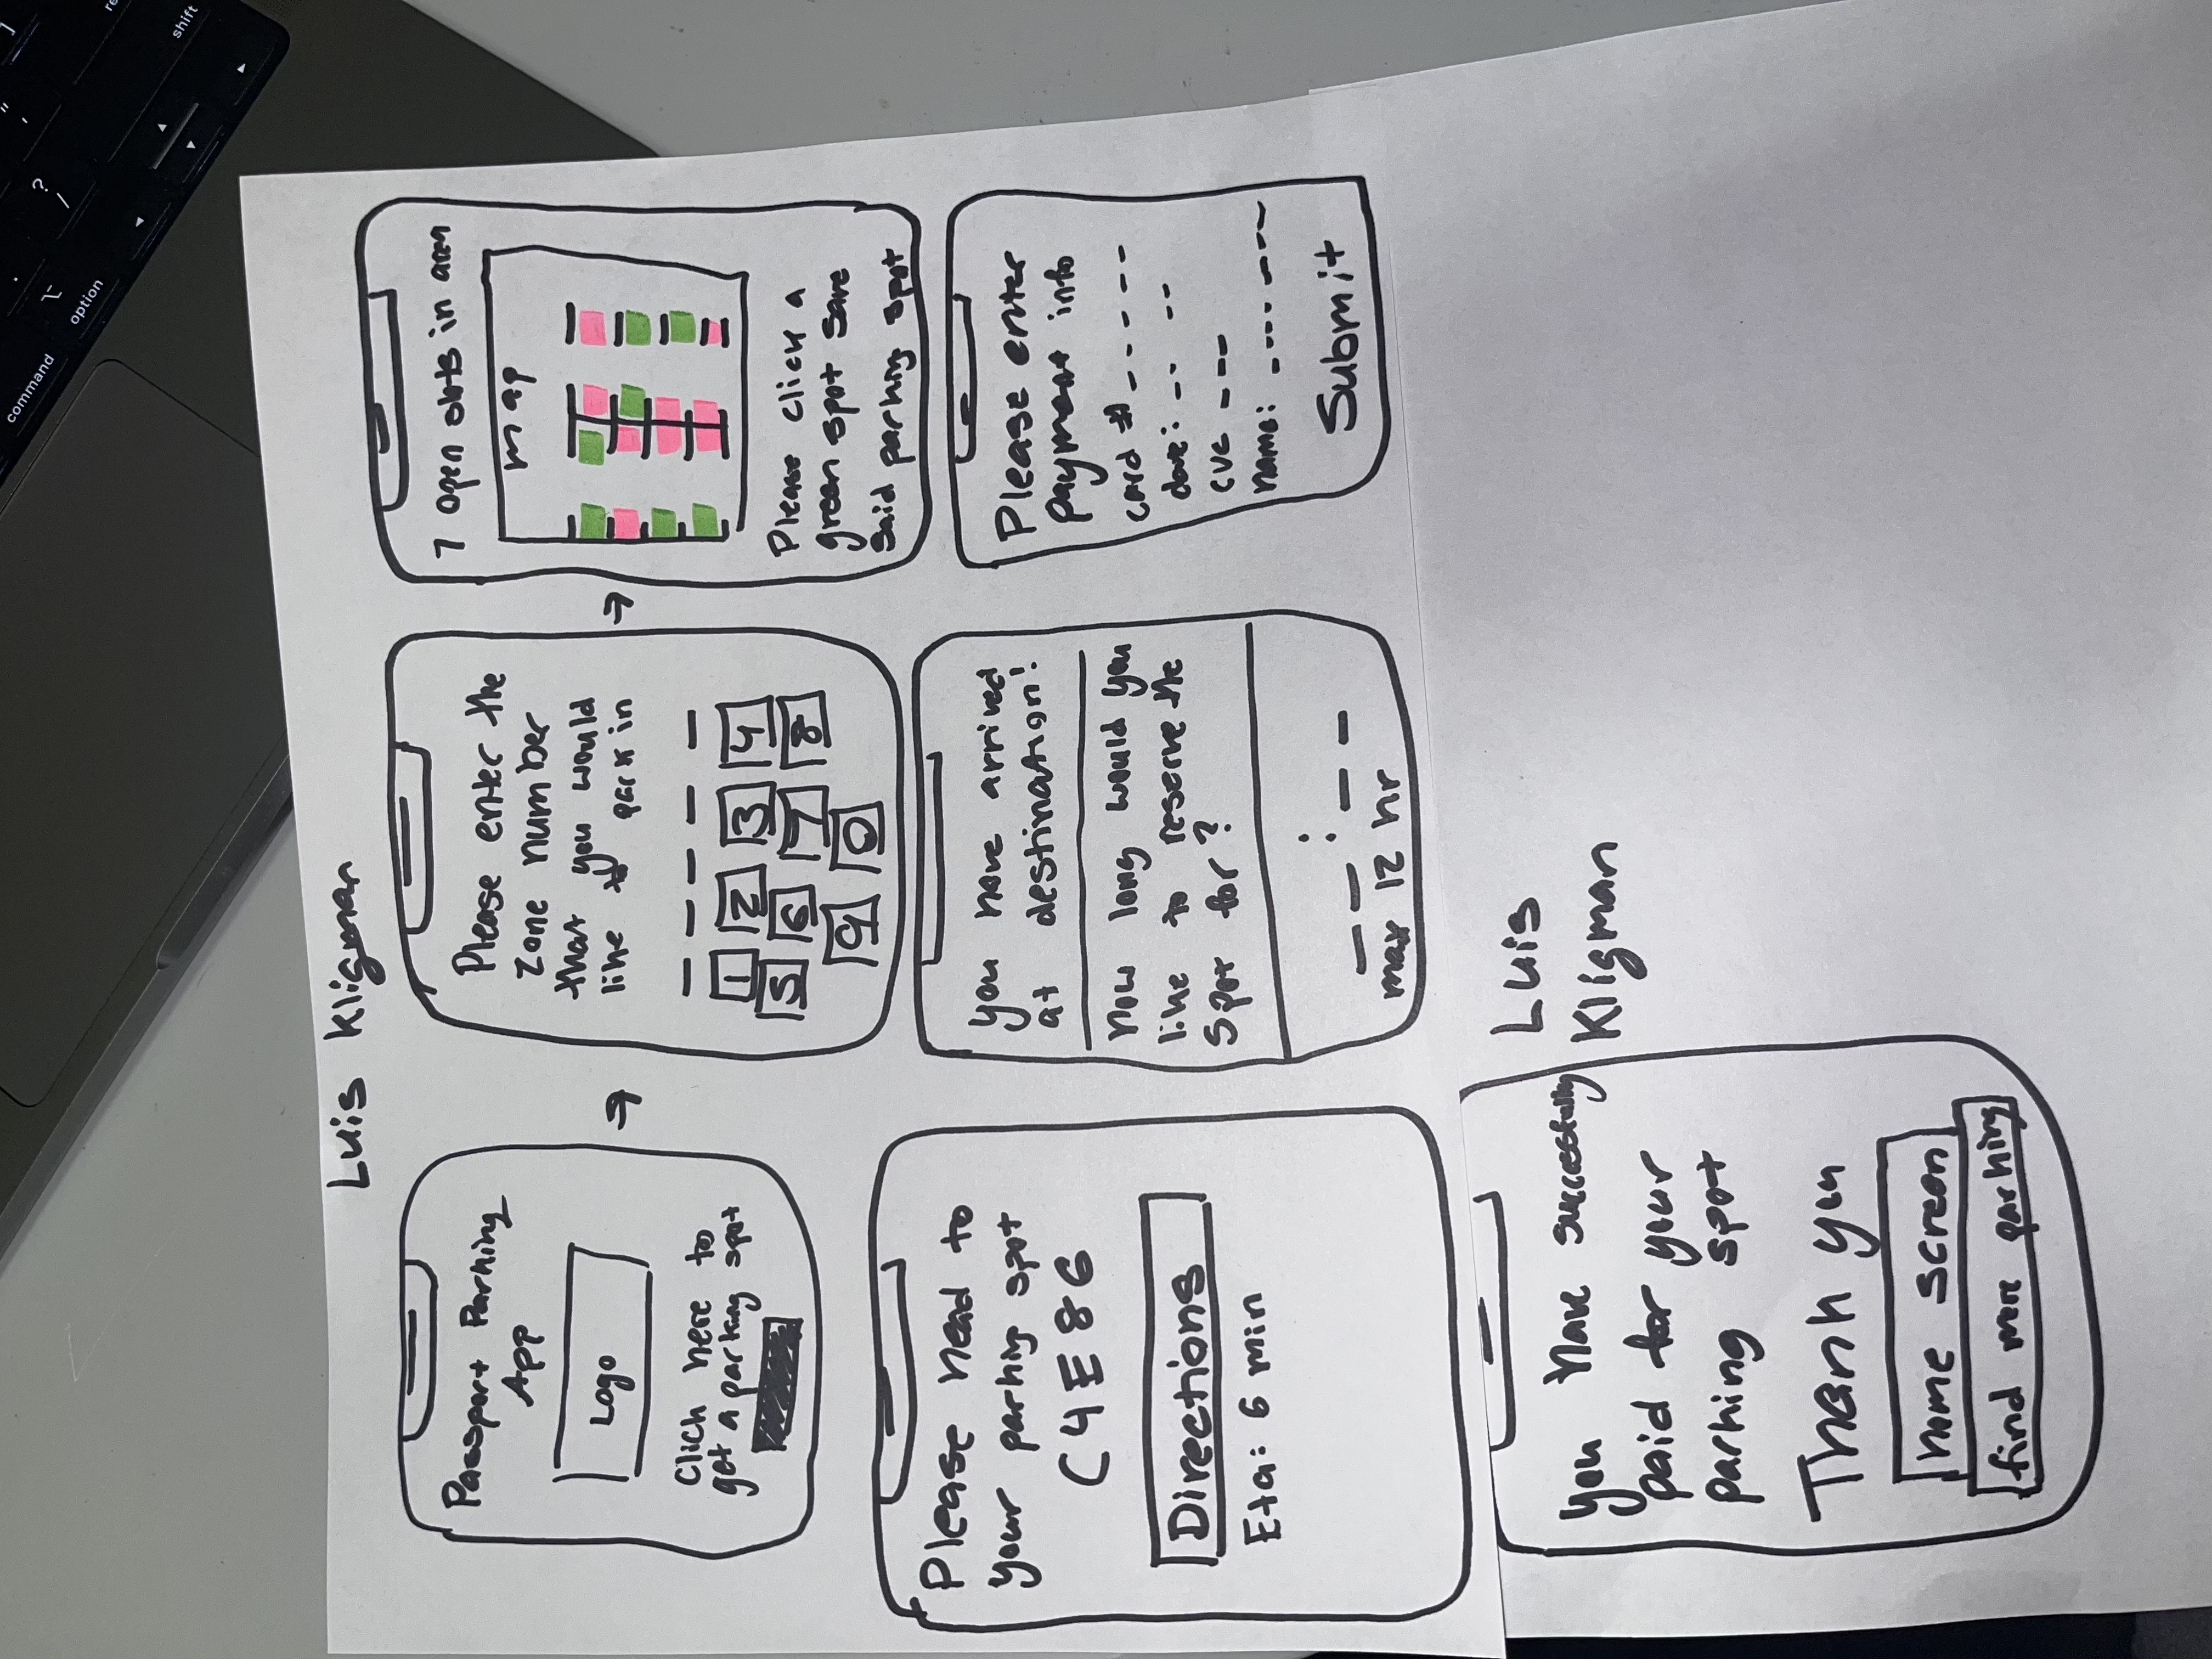 command
option
?
/
shift
Luis Kligman
Passport Parking
App
Logo
Click here to
get a parking spot
Please enter the
Zone number
that you would
like to park in
1 2 3 4
5 6 7 8
9 0
7 open slots in area
map
Please click a
green spot save
said parking spot
Please head to
your parking spot
C4E86
Directions
Eta: 6 min
you have arrived
at destination!
how long would you
like to reserve the
Spot for?
:
max 12 hr
Please enter
payment info
card #
date:
cvc
name:
Submit
you have successfully
paid for your
parking spot
Thank you
home screen
find more parking
Luis
Kligman